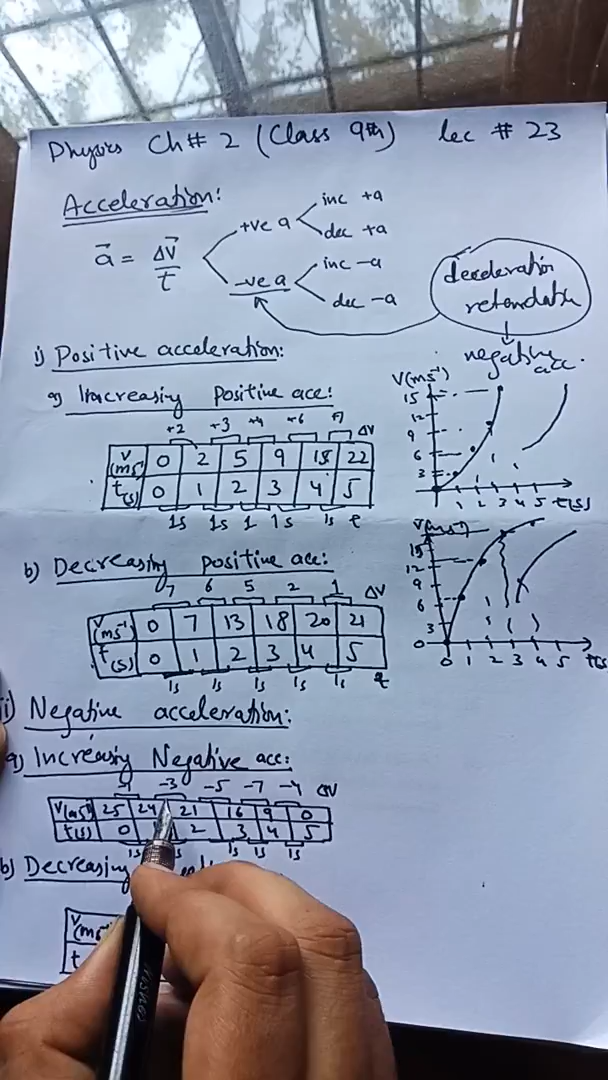 Physics Ch# 2 (Class 9th) lec # 23
Acceleration:
a = ΔV / t
+ve a
inc +a
dec +a
-ve a
inc -a
dec -a
deceleration
negative acc.
i) Positive acceleration:
a) Increasing positive acc:
+2 +3 +4 +6 ΔV
V (ms⁻¹) 0 2 5 9 15 22
t(s) 0 1 2 3 4 5
1s 1s 1 1s 1s t
V(ms⁻¹)
15
12
9
6
3
0
1 2 3 4 5 t(s)
b) Decreasing positive acc:
7 6 5 2 1 ΔV
V (ms⁻¹) 0 7 13 18 20 21
t (s) 0 1 2 3 4 5
1s 1s 1s 1s 1s t
V(ms⁻¹)
15
12
9
6
3
0
0 1 2 3 4 5 t(s)
ii) Negative acceleration:
a) Increasiy Negative acc:
-1 -3 -5 -7 ΔV
V(ms⁻¹) 25 24 21 16 9 0
t(s) 0 1 2 3 4 5
1s 1s 1s 1s
b) Decreasing
V (ms
t